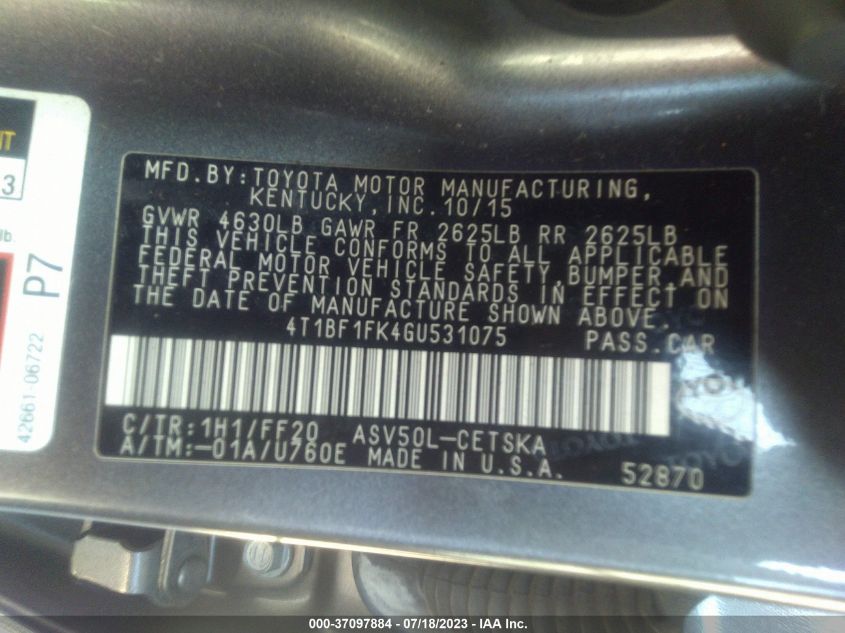 MFD.BY:TOYOTA MOTOR MANUFACTURING,
KENTUCKY,INC.10/15
GVWR 4630LB GAWR FR 2625LB RR 2625LB
THIS VEHICLE CONFORMS TO ALL APPLICABLE
FEDERAL MOTOR VEHICLE SAFETY,BUMPER AND
THEFT PREVENTION STANDARDS IN EFFECT ON
THE DATE OF MANUFACTURE SHOWN ABOVE.
4T1BF1FK4GU531075 PASS.CAR
C/TR:1H1/FF20 ASV50L-CETSKA
A/TM:-01A/U760E MADE IN U.S.A. 52870
3
P7
42661-06722
000-37097884 / 07/18/2023 / IAA Inc.